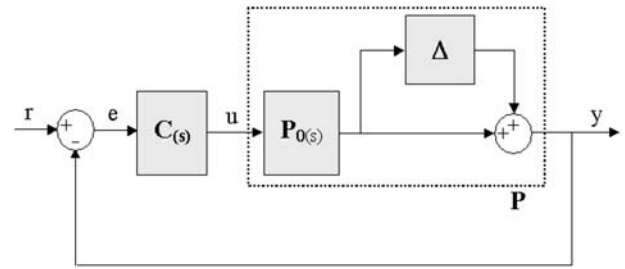 Δ
r
+
-
e
C(s)
u
P0(s)
+
+
y
P